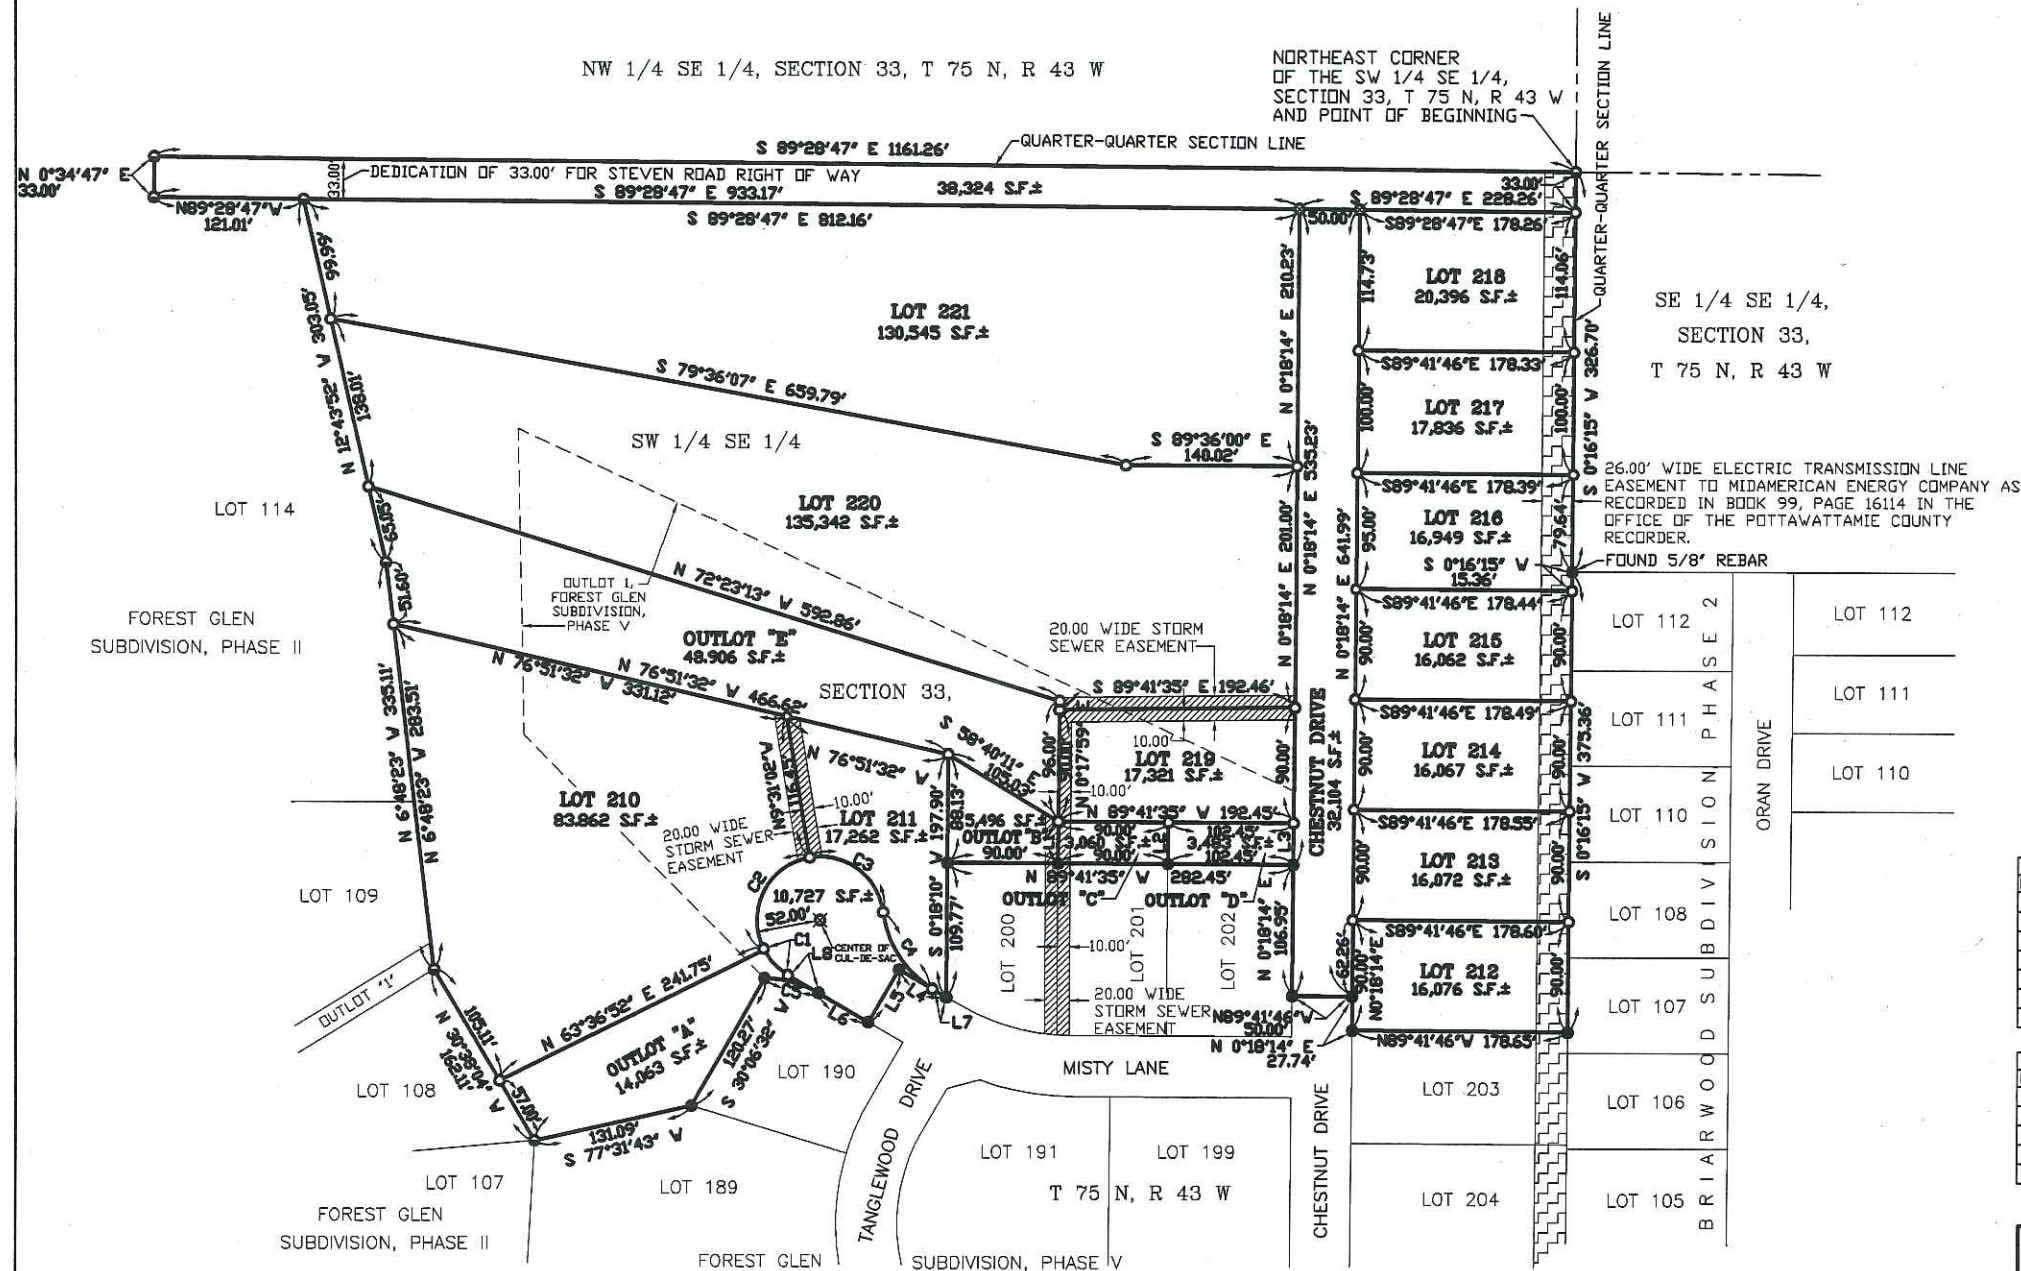 NW 1/4 SE 1/4, SECTION 33, T 75 N, R 43 W
NORTHEAST CORNER
OF THE SW 1/4 SE 1/4,
SECTION 33, T 75 N, R 43 W
AND POINT OF BEGINNING
QUARTER-QUARTER SECTION LINE
S 89°28'47" E 1161.26'
QUARTER-QUARTER SECTION LINE
N 0°34'47" E
33.00'
33.00'
DEDICATION OF 33.00' FOR STEVEN ROAD RIGHT OF WAY
S 89°28'47" E 933.17'
38,324 S.F.±
33.00'
S 89°28'47" E 228.26'
N89°28'47"W
121.01'
S 89°28'47" E 812.16'
50.00'
S89°28'47"E 178.26'
99.99'
N 12°43'52" W 303.05'
138.01'
65.05'
51.60'
LOT 221
130,545 S.F.±
N 0°18'14" E 210.23'
114.73'
LOT 218
20,396 S.F.±
114.06'
SE 1/4 SE 1/4,
SECTION 33,
T 75 N, R 43 W
S 0°16'15" W 326.70'
S 79°36'07" E 659.79'
S89°41'46"E 178.33'
LOT 217
17,836 S.F.±
100.00'
100.00'
SW 1/4 SE 1/4
S 89°36'00" E
140.02'
N 0°18'14" E 535.23'
S89°41'46"E 178.39'
26.00' WIDE ELECTRIC TRANSMISSION LINE
EASEMENT TO MIDAMERICAN ENERGY COMPANY AS
RECORDED IN BOOK 99, PAGE 16114 IN THE
OFFICE OF THE POTTAWATTAMIE COUNTY
RECORDER.
LOT 114
LOT 220
135,342 S.F.±
N 0°18'14" E 201.00'
N 0°18'14" E 641.99'
95.00'
LOT 216
16,949 S.F.±
79.64'
S 0°16'15" W
15.36'
FOUND 5/8" REBAR
N 72°23'13" W 592.86'
OUTLOT 1,
FOREST GLEN
SUBDIVISION,
PHASE V
S89°41'46"E 178.44'
FOREST GLEN
SUBDIVISION, PHASE II
OUTLOT "E"
48.906 S.F.±
20.00 WIDE STORM
SEWER EASEMENT
90.00'
LOT 215
16,062 S.F.±
90.00'
LOT 112
LOT 112
N 76°51'32" W 466.62'
N 76°51'32" W 331.12'
SECTION 33,
S 89°41'35" E 192.46'
S89°41'46"E 178.49'
LOT 111
LOT 111
N 6°48'23" W 335.11'
N 6°48'23" W 283.51'
N 76°51'32" W
S 58°40'11" E
105.03'
96.00'
90.00'
N 0°17'59" W
10.00'
LOT 219
17,321 S.F.±
10.00'
90.00'
CHESTNUT DRIVE
32,104 S.F.±
90.00'
LOT 214
16,067 S.F.±
90.00'
S 0°16'15" W 375.36'
LOT 110
LOT 110
ORAN DRIVE
BRIARWOOD SUBDIVISION PHASE 2
LOT 210
83.862 S.F.±
N9°31'02"W
116.45'
10.00'
LOT 211
17,262 S.F.±
20.00 WIDE
STORM SEWER
EASEMENT
S 0°18'10" W 197.90'
88.13'
5,496 S.F.±
OUTLOT "B"
90.00'
N 89°41'35" W 192.45'
90.00'
102.45'
3,060 S.F.±
3,483 S.F.±
L2
L3
90.00'
102.45'
S89°41'46"E 178.55'
N 89°41'35" W 282.45'
OUTLOT "C"
OUTLOT "D"
90.00'
LOT 213
16,072 S.F.±
90.00'
LOT 109
LOT 108
C2
C3
10,727 S.F.±
52.00'
CENTER OF
CUL-DE-SAC
C1
L8
C4
C5
109.77'
LOT 200
LOT 201
LOT 202
10.00'
N 0°18'14" E
106.95'
S89°41'46"E 178.60'
62.26'
90.00'
N0°18'14"E
LOT 212
16,076 S.F.±
90.00'
LOT 107
OUTLOT '1'
105.11'
N 30°38'04" W
162.11'
57.00'
N 63°36'52" E 241.75'
L4
L5
L6
L7
20.00 WIDE
STORM SEWER
EASEMENT
N89°41'46"W
50.00'
N 0°18'14" E
27.74'
N89°41'46"W 178.65'
LOT 108
OUTLOT "A"
14,063 S.F.±
120.27'
S 30°06'32" W
LOT 190
MISTY LANE
LOT 203
LOT 106
131.09'
S 77°31'43" W
TANGLEWOOD DRIVE
LOT 191
LOT 199
CHESTNUT DRIVE
LOT 107
LOT 189
T 75 N, R 43 W
LOT 204
LOT 105
FOREST GLEN
SUBDIVISION, PHASE II
FOREST GLEN
SUBDIVISION, PHASE V